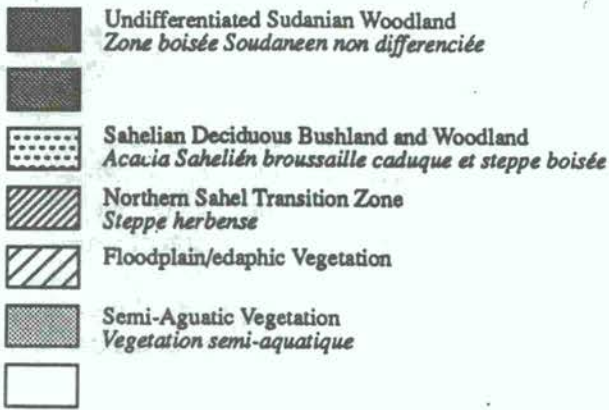 Undifferentiated Sudanian Woodland
Zone boisée Soudaneen non differenciée
Sahelian Deciduous Bushland and Woodland
Acacia Sahelién broussaille caduque et steppe boisée
Northern Sahel Transition Zone
Steppe herbense
Floodplain/edaphic Vegetation
Semi-Aguatic Vegetation
Vegetation semi-aquatique